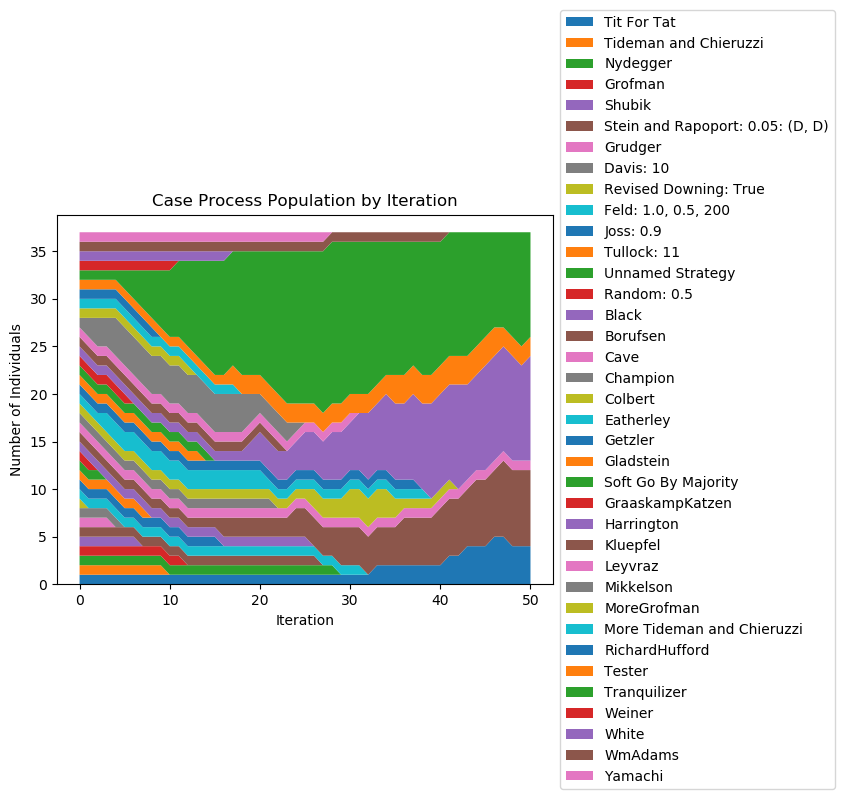 Case Process Population by Iteration
Number of Individuals
35
30
25
20
15
10
5
0
0 10 20 30 40 50
Iteration
Tit For Tat
Tideman and Chieruzzi
Nydegger
Grofman
Shubik
Stein and Rapoport: 0.05: (D, D)
Grudger
Davis: 10
Revised Downing: True
Feld: 1.0, 0.5, 200
Joss: 0.9
Tullock: 11
Unnamed Strategy
Random: 0.5
Black
Borufsen
Cave
Champion
Colbert
Eatherley
Getzler
Gladstein
Soft Go By Majority
GraaskampKatzen
Harrington
Kluepfel
Leyvraz
Mikkelson
MoreGrofman
More Tideman and Chieruzzi
RichardHufford
Tester
Tranquilizer
Weiner
White
WmAdams
Yamachi